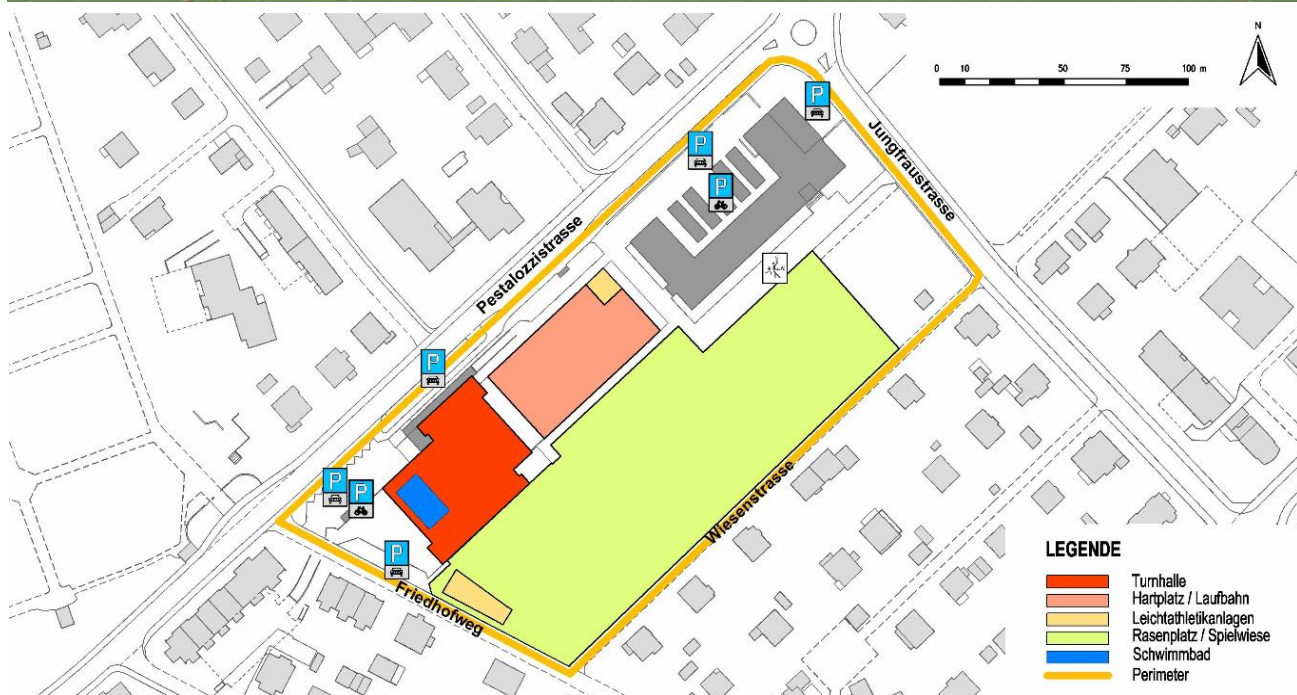 N
0 10 50 75 100 m
P
Jungfraustrasse
P
P
Pestalozzistrasse
P
P
P
Wiesenstrasse
P
Friedhofweg
LEGENDE
Turnhalle
Hartplatz / Laufbahn
Leichtathletikanlagen
Rasenplatz / Spielwiese
Schwimmbad
Perimeter